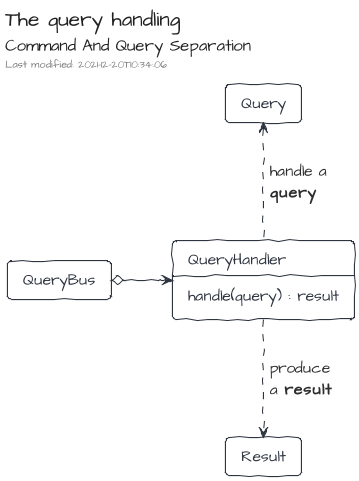 The query handling
Command And Query Separation
Last modified: 2021-12-20T10:34:06
Query
handle a
query
QueryHandler
QueryBus
handle(query) : result
produce
a result
Result